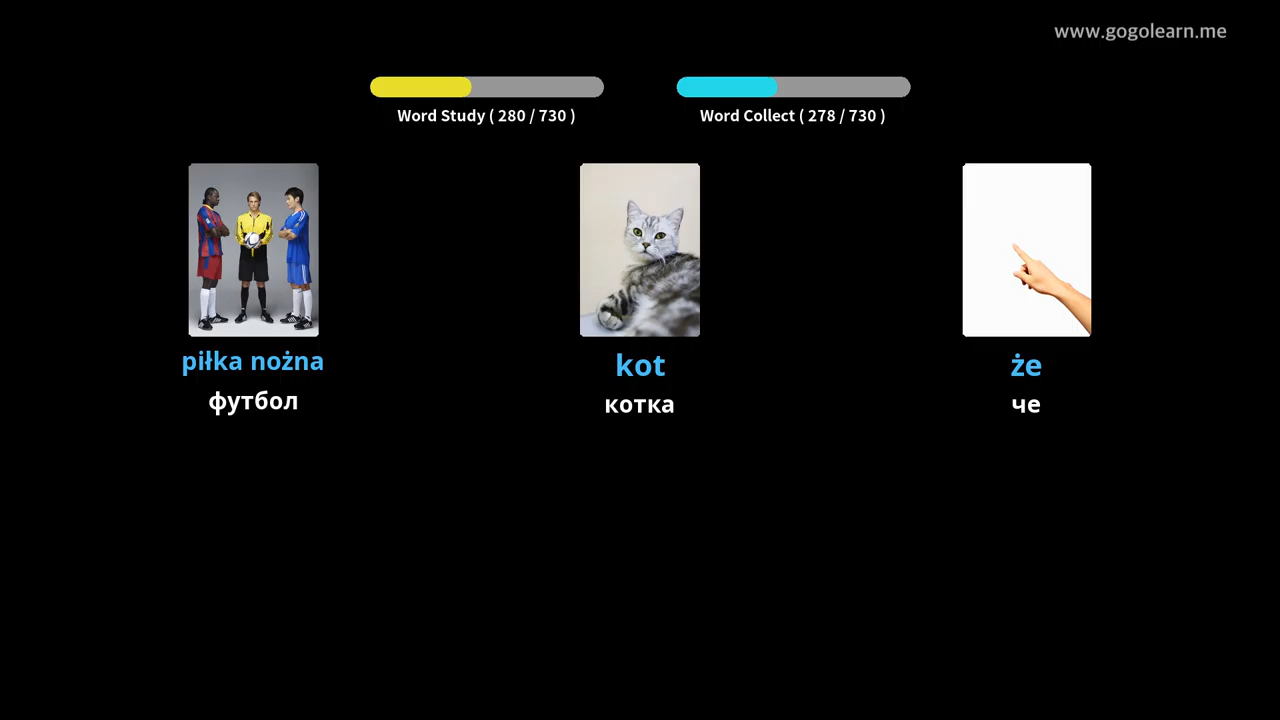 www.gogolearn.me
Word Study ( 280 / 730 )
Word Collect ( 278 / 730 )
piłka nożna
футбол
kot
котка
że
че